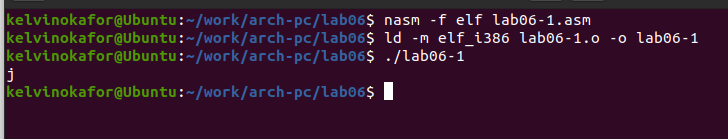 kelvinokafor@Ubuntu:~/work/arch-pc/lab06$ nasm -f elf lab06-1.asm
kelvinokafor@Ubuntu:~/work/arch-pc/lab06$ ld -m elf_i386 lab06-1.o -o lab06-1
kelvinokafor@Ubuntu:~/work/arch-pc/lab06$ ./lab06-1
j
kelvinokafor@Ubuntu:~/work/arch-pc/lab06$